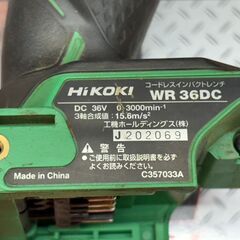 コードレスインパクトレンチ
HiKOKI WR 36DC
DC 36V 0-3000min⁻¹
3軸合成値：15.6m/s²
工機ホールディングス(株)
J202069
⚠ 警告
ご使用前に取扱説明書を
よくお読みください。
Made in China C357033A